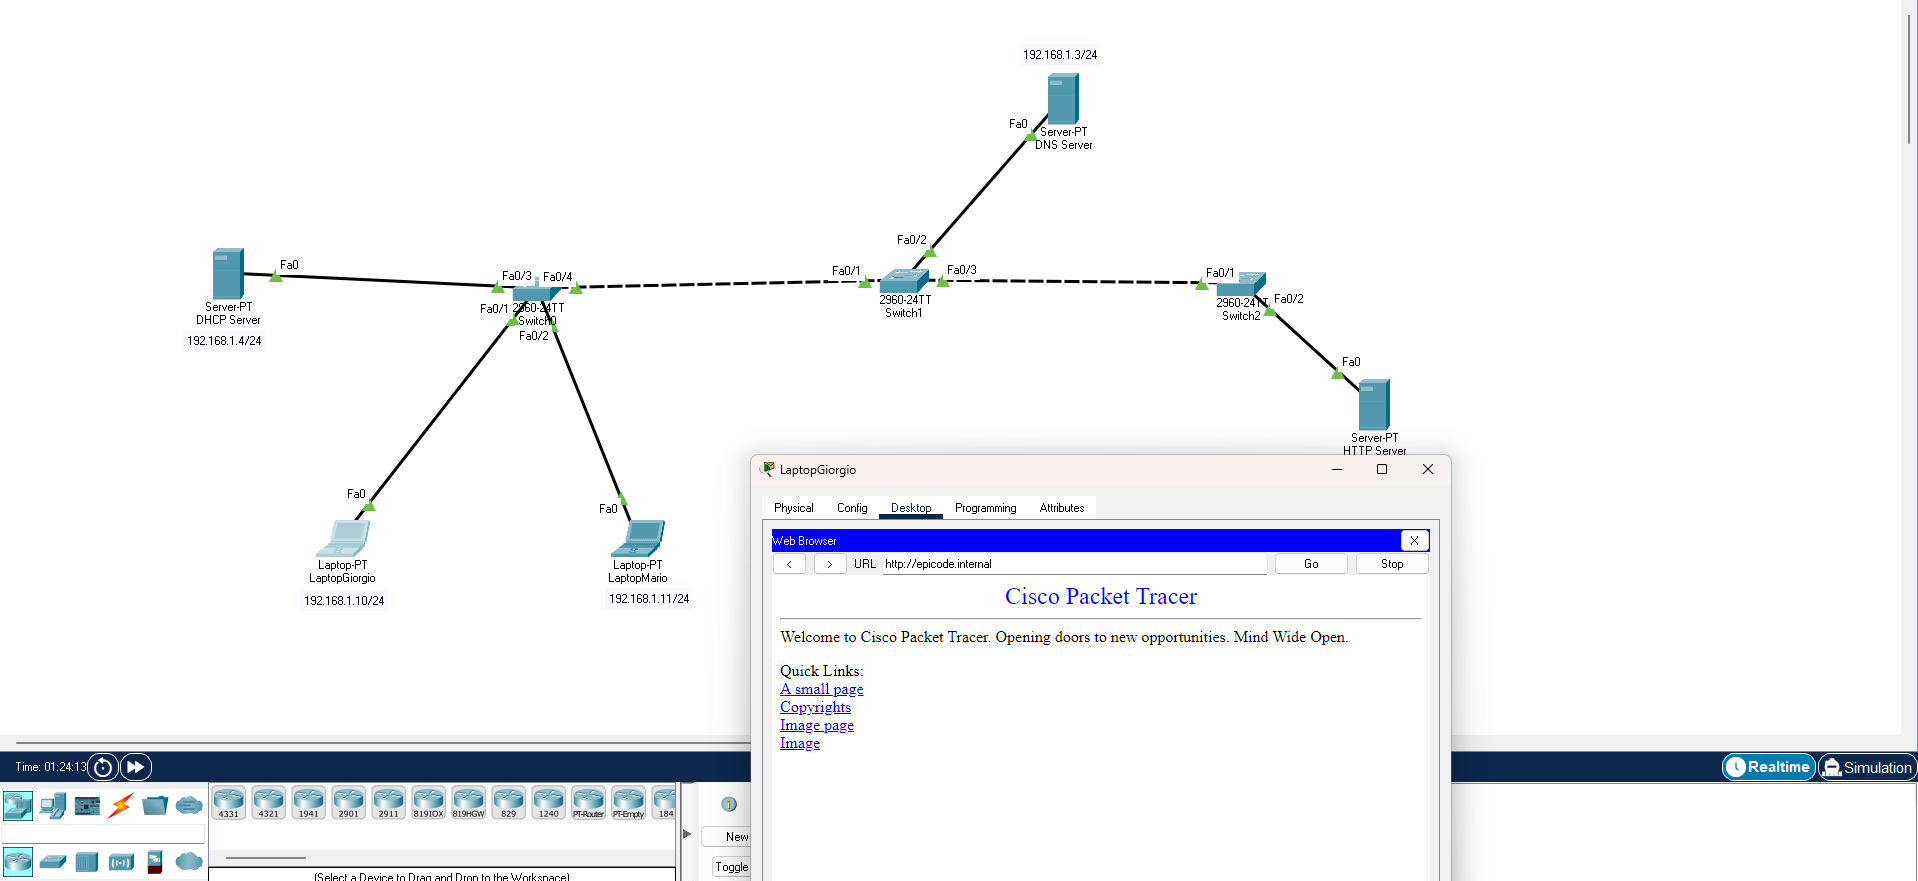 192.168.1.3/24
Fa0
Server-PT
DNS Server
Fa0/2
Fa0
Fa0/3
Fa0/4
Fa0/1
Fa0/3
Fa0/1
2960-24TT
Switch1
2960-24TT
Switch2
Fa0/2
Server-PT
DHCP Server
192.168.1.4/24
Fa0/1
2960-24TT
Switch0
Fa0/2
Fa0
Server-PT
HTTP Server
Fa0
Laptop-PT
LaptopGiorgio
192.168.1.10/24
Fa0
Laptop-PT
LaptopMario
192.168.1.11/24
LaptopGiorgio
Physical
Config
Desktop
Programming
Attributes
Web Browser
X
<
>
URL
http://epicode.internal
Go
Stop
Cisco Packet Tracer
Welcome to Cisco Packet Tracer. Opening doors to new opportunities. Mind Wide Open.
Quick Links:
A small page
Copyrights
Image page
Image
Time: 01:24:13
Realtime
Simulation
4331
4321
1941
2901
2911
819IOX
819HGW
829
1240
PT-Router
PT-Empty
184
New
Toggle
(Select a Device to Drag and Drop to the Workspace)